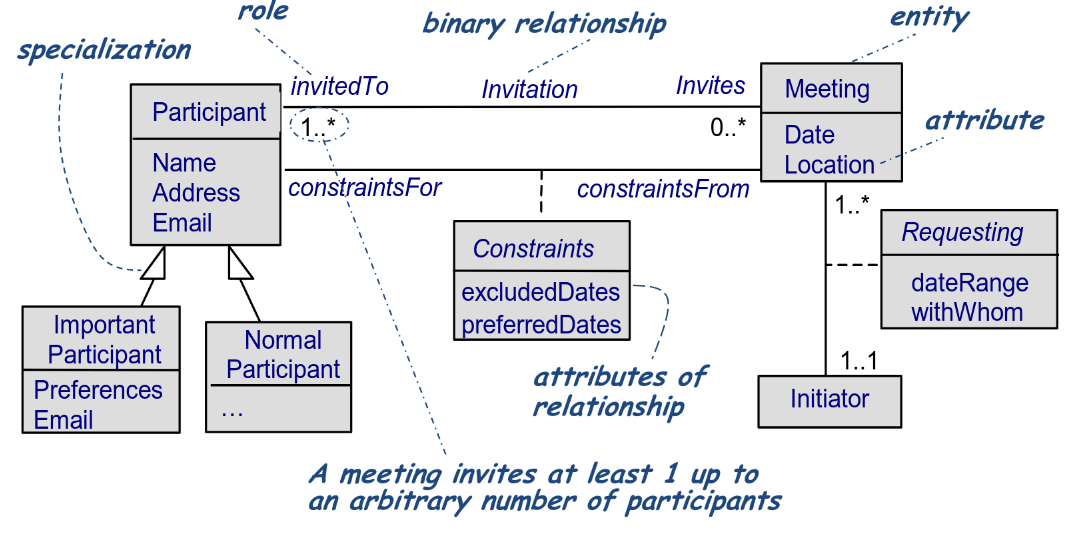 role
binary relationship
entity
specialization
invitedTo
Invitation
Invites
Participant
Meeting
1..*
0..*
attribute
Name
Address
Email
Date
Location
constraintsFor
constraintsFrom
1..*
Constraints
excludedDates
preferredDates
Requesting
dateRange
withWhom
Important
Participant
Preferences
Email
Normal
Participant
...
1..1
Initiator
attributes of
relationship
A meeting invites at least 1 up to
an arbitrary number of participants